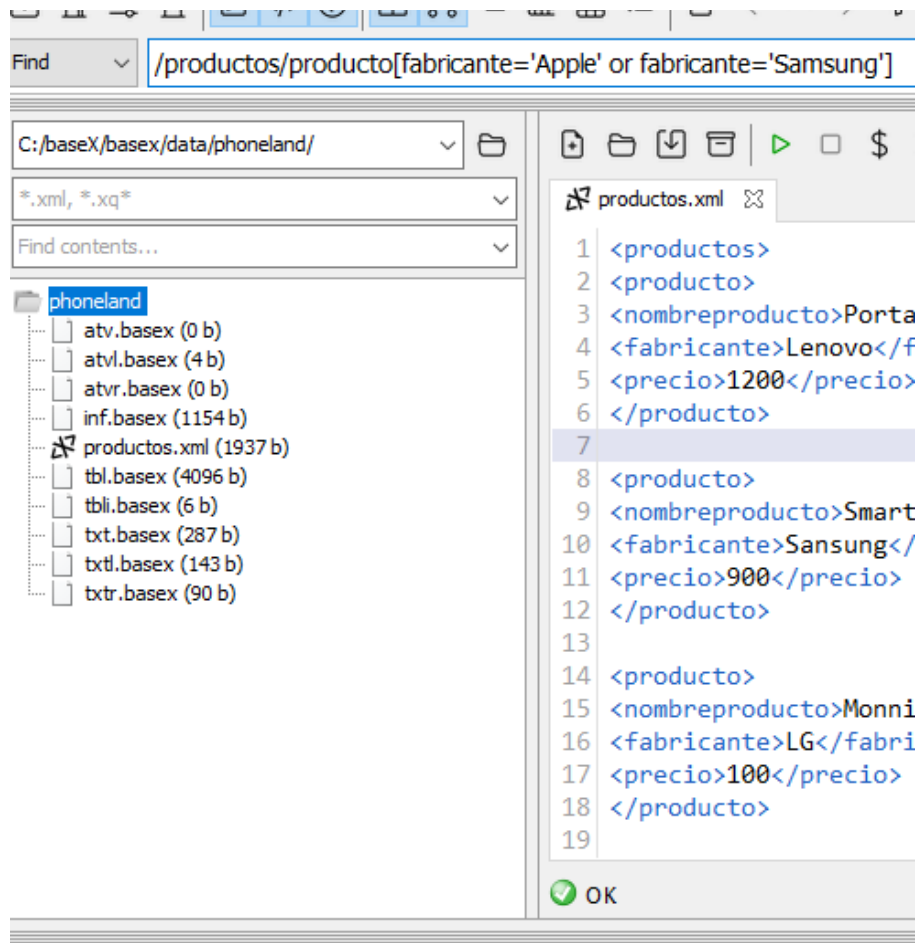 Find
/productos/producto[fabricante='Apple' or fabricante='Samsung']
C:/baseX/basex/data/phoneland/
*.xml, *.xq*
Find contents...
phoneland
atv.basex (0 b)
atvl.basex (4 b)
atvr.basex (0 b)
inf.basex (1154 b)
productos.xml (1937 b)
tbl.basex (4096 b)
tbli.basex (6 b)
txt.basex (287 b)
txtl.basex (143 b)
txtr.basex (90 b)
$
productos.xml
1 <productos>
2 <producto>
3 <nombreproducto>Porta
4 <fabricante>Lenovo</f
5 <precio>1200</precio>
6 </producto>
7
8 <producto>
9 <nombreproducto>Smart
10 <fabricante>Sansung</
11 <precio>900</precio>
12 </producto>
13
14 <producto>
15 <nombreproducto>Monni
16 <fabricante>LG</fabri
17 <precio>100</precio>
18 </producto>
19
OK